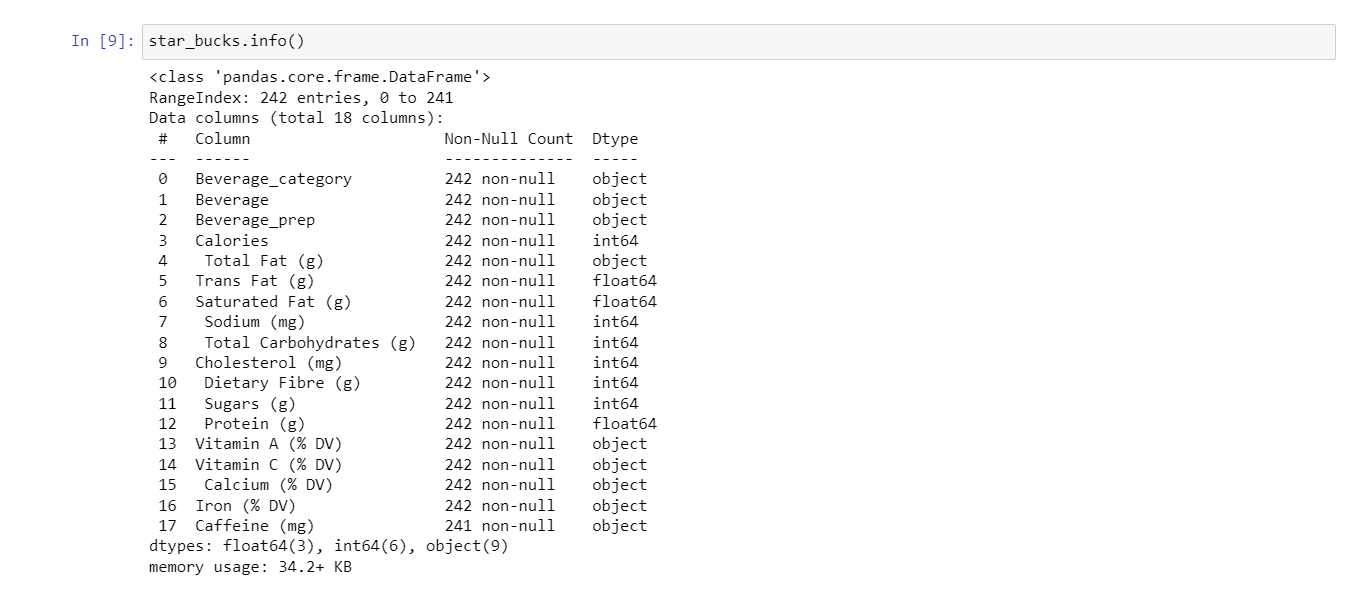 In [9]: star_bucks.info()
<class 'pandas.core.frame.DataFrame'>
RangeIndex: 242 entries, 0 to 241
Data columns (total 18 columns):
 #   Column                     Non-Null Count  Dtype
---  ------                     --------------  -----
 0   Beverage_category          242 non-null    object
 1   Beverage                   242 non-null    object
 2   Beverage_prep              242 non-null    object
 3   Calories                   242 non-null    int64
 4    Total Fat (g)             242 non-null    object
 5   Trans Fat (g)              242 non-null    float64
 6   Saturated Fat (g)          242 non-null    float64
 7    Sodium (mg)               242 non-null    int64
 8    Total Carbohydrates (g)   242 non-null    int64
 9   Cholesterol (mg)           242 non-null    int64
 10   Dietary Fibre (g)         242 non-null    int64
 11   Sugars (g)                242 non-null    int64
 12   Protein (g)               242 non-null    float64
 13  Vitamin A (% DV)           242 non-null    object
 14  Vitamin C (% DV)           242 non-null    object
 15   Calcium (% DV)            242 non-null    object
 16  Iron (% DV)                242 non-null    object
 17  Caffeine (mg)              241 non-null    object
dtypes: float64(3), int64(6), object(9)
memory usage: 34.2+ KB